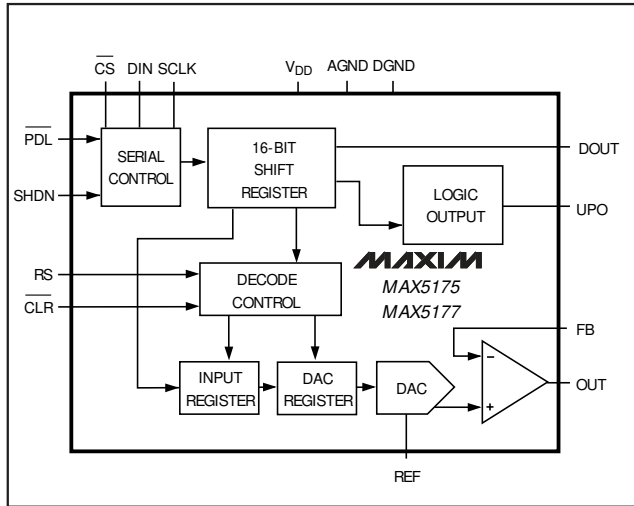 CS DIN SCLK VDD AGND DGND
PDL
SHDN
SERIAL
CONTROL
16-BIT
SHIFT
REGISTER
DOUT
LOGIC
OUTPUT
UPO
RS
CLR
DECODE
CONTROL
MAXIM
MAX5175
MAX5177
FB
INPUT
REGISTER
DAC
REGISTER
DAC
−
+
OUT
REF